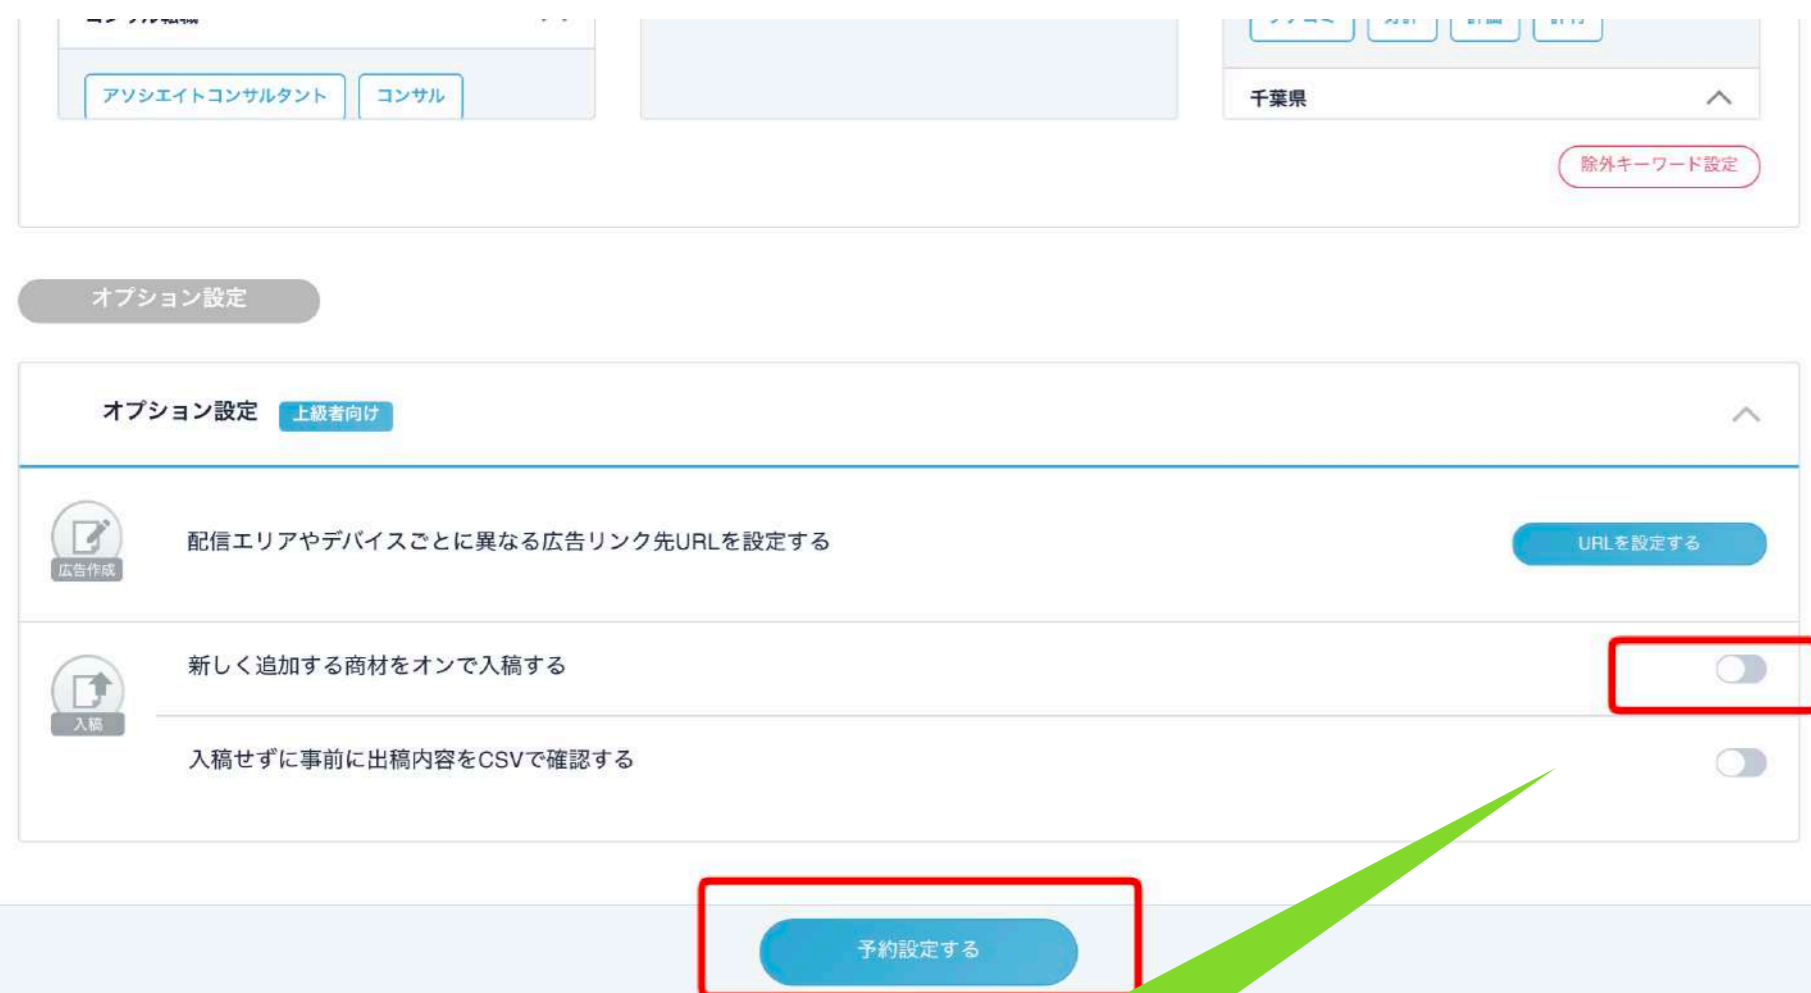 アソシエイトコンサルタント
コンサル
千葉県
除外キーワード設定
オプション設定
オプション設定
上級者向け
配信エリアやデバイスごとに異なる広告リンク先URLを設定する
URLを設定する
広告作成
新しく追加する商材をオンで入稿する
入稿
入稿せずに事前に出稿内容をCSVで確認する
予約設定する